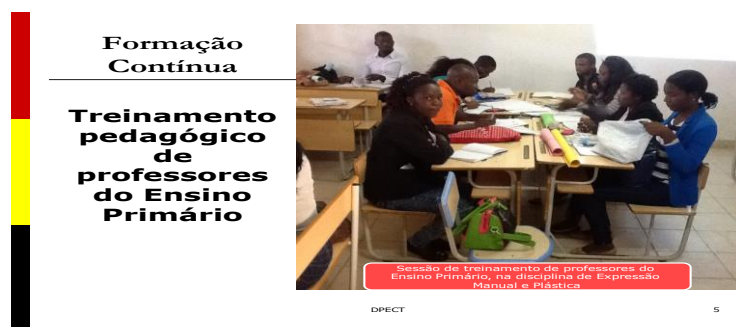 Formação
Contínua
Treinamento
pedagógico
de
professores
do Ensino
Primário
Sessão de treinamento de professores do
Ensino Primário, na disciplina de Expressão
Manual e Plástica
DPECT
5